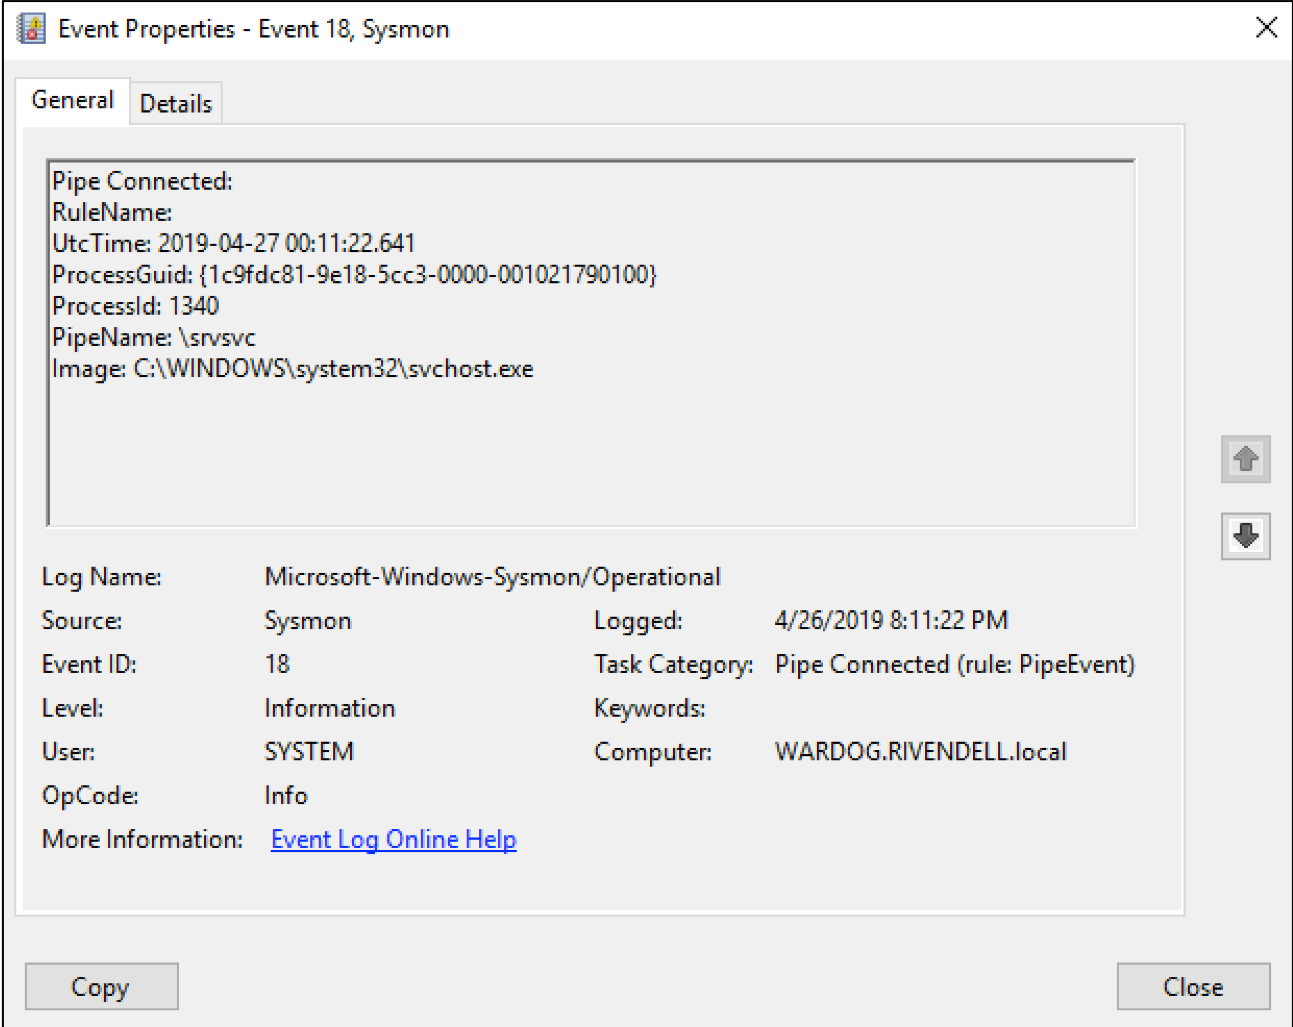 Event Properties - Event 18, Sysmon
General Details
Pipe Connected:
RuleName:
UtcTime: 2019-04-27 00:11:22.641
ProcessGuid: {1c9fdc81-9e18-5cc3-0000-001021790100}
ProcessId: 1340
PipeName: \srvsvc
Image: C:\WINDOWS\system32\svchost.exe
Log Name: Microsoft-Windows-Sysmon/Operational
Source: Sysmon Logged: 4/26/2019 8:11:22 PM
Event ID: 18 Task Category: Pipe Connected (rule: PipeEvent)
Level: Information Keywords:
User: SYSTEM Computer: WARDOG.RIVENDELL.local
OpCode: Info
More Information: Event Log Online Help
Copy Close